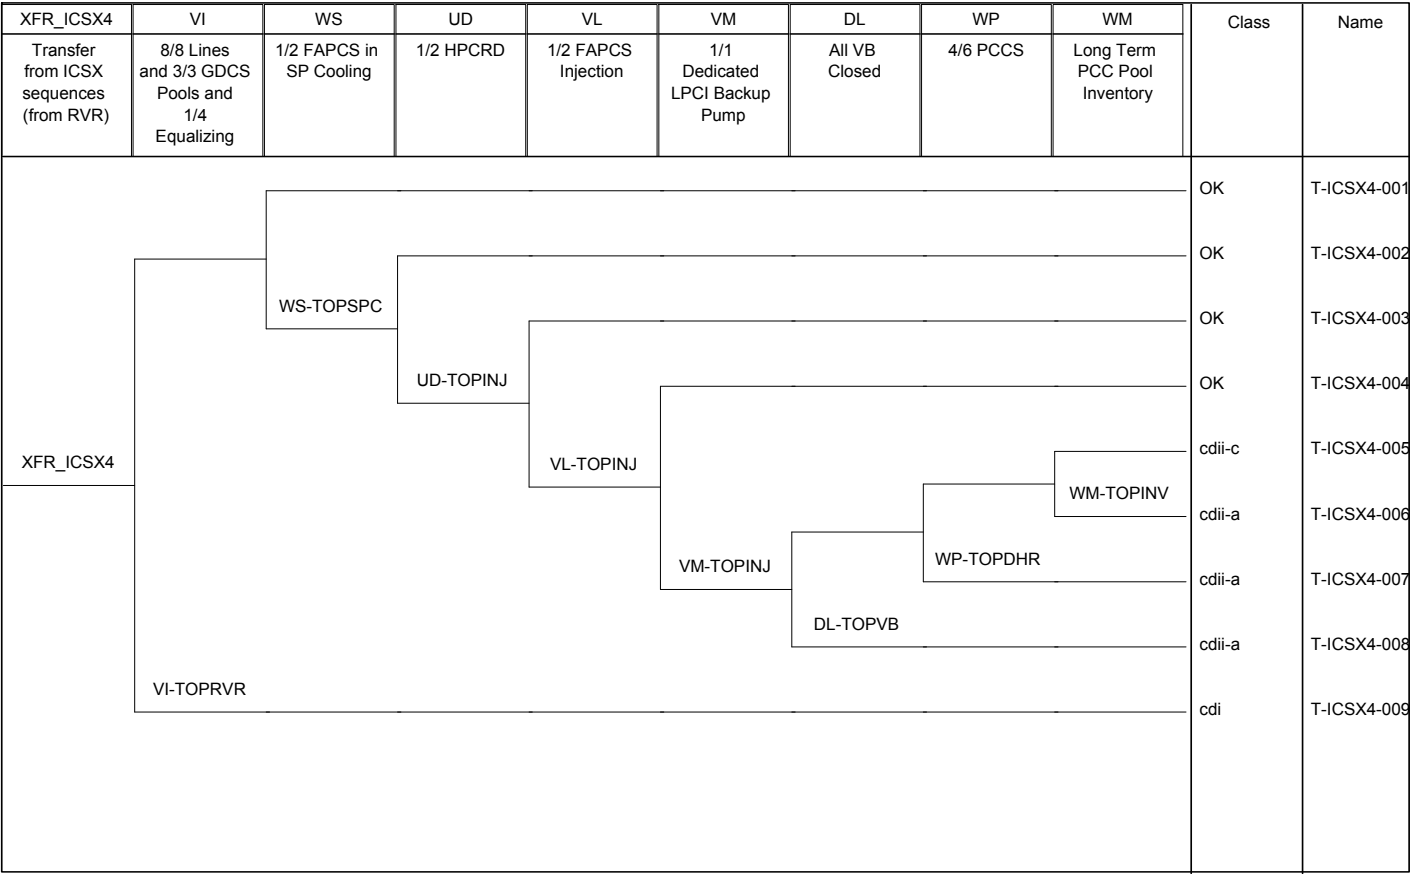 XFR_ICSX4 VI WS UD VL VM DL WP WM Class Name
Transfer
from ICSX
sequences
(from RVR)
8/8 Lines
and 3/3 GDCS
Pools and
1/4
Equalizing
1/2 FAPCS in
SP Cooling
1/2 HPCRD
1/2 FAPCS
Injection
1/1
Dedicated
LPCI Backup
Pump
All VB
Closed
4/6 PCCS
Long Term
PCC Pool
Inventory
OK T-ICSX4-001
OK T-ICSX4-002
WS-TOPSPC
OK T-ICSX4-003
UD-TOPINJ
OK T-ICSX4-004
cdii-c T-ICSX4-005
XFR_ICSX4
VL-TOPINJ
WM-TOPINV
cdii-a T-ICSX4-006
WP-TOPDHR
VM-TOPINJ
cdii-a T-ICSX4-007
DL-TOPVB
cdii-a T-ICSX4-008
VI-TOPRVR
cdi T-ICSX4-009